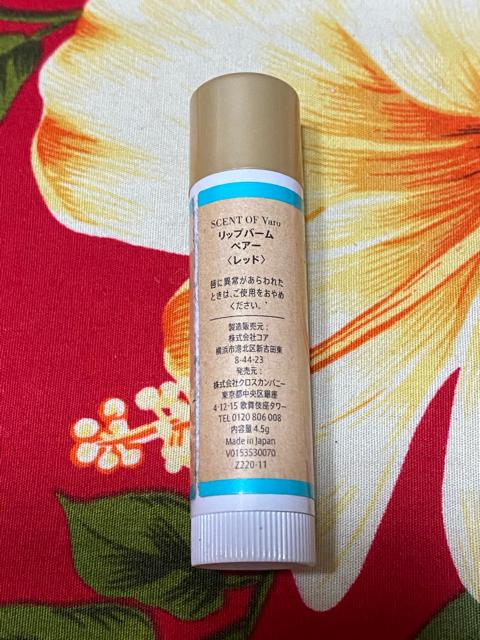 SCENT OF Varo
リップバーム
ペアー
〈レッド〉
唇に異常があらわれた
ときは、ご使用をおやめ
ください。
製造販売元:
株式会社コア
横浜市港北区新吉田東
8-44-23
発売元:
株式会社クロスカンパニー
東京都中央区銀座
4-12-15 歌舞伎座タワー
TEL 0120 806 008
内容量 4.5g
Made in Japan
V0153530070
Z220-11